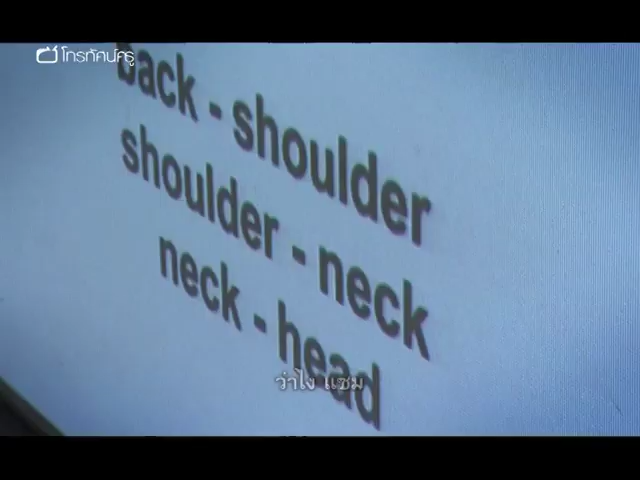 โทรทัศน์ครู
back - shoulder
shoulder - neck
neck - head
ว่าไง แซม